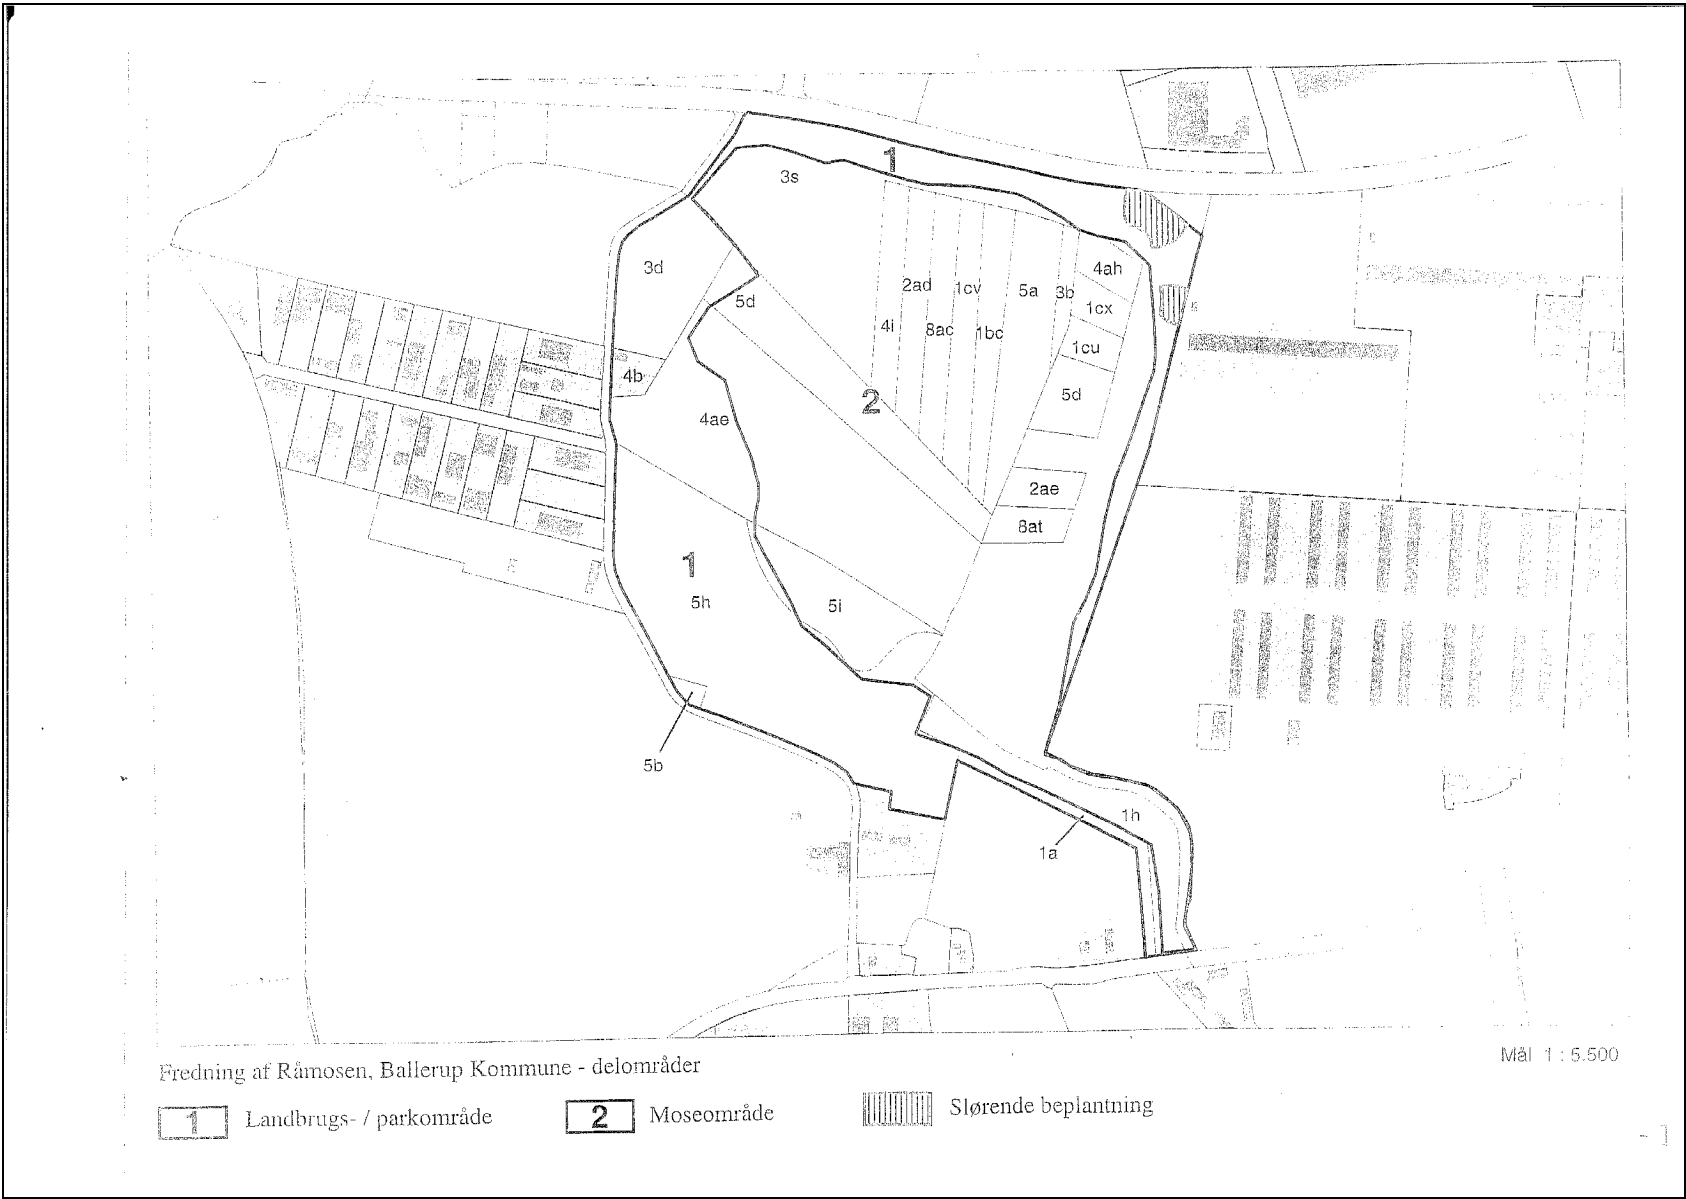 1
3s
3d
4ah
5d
2ad
1cv
5a
3b
1cx
4i
8ac
1bc
1cu
4b
2
5d
4ae
2ae
8at
1
5h
5i
5b
1h
1a
Mål 1 : 5.500
Fredning af Råmosen, Ballerup Kommune - delområder
1 Landbrugs- / parkområde 2 Moseområde Slørende beplantning